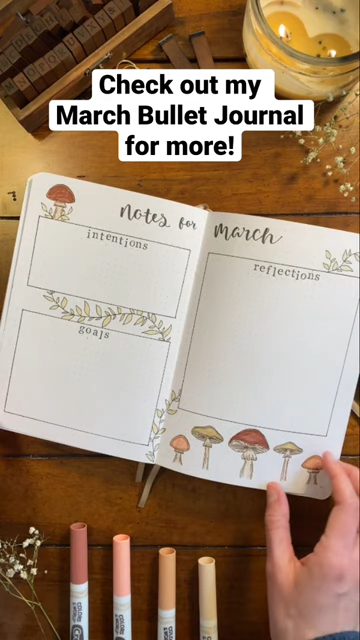 Check out my
March Bullet Journal
for more!
notes for march
intentions
reflections
goals